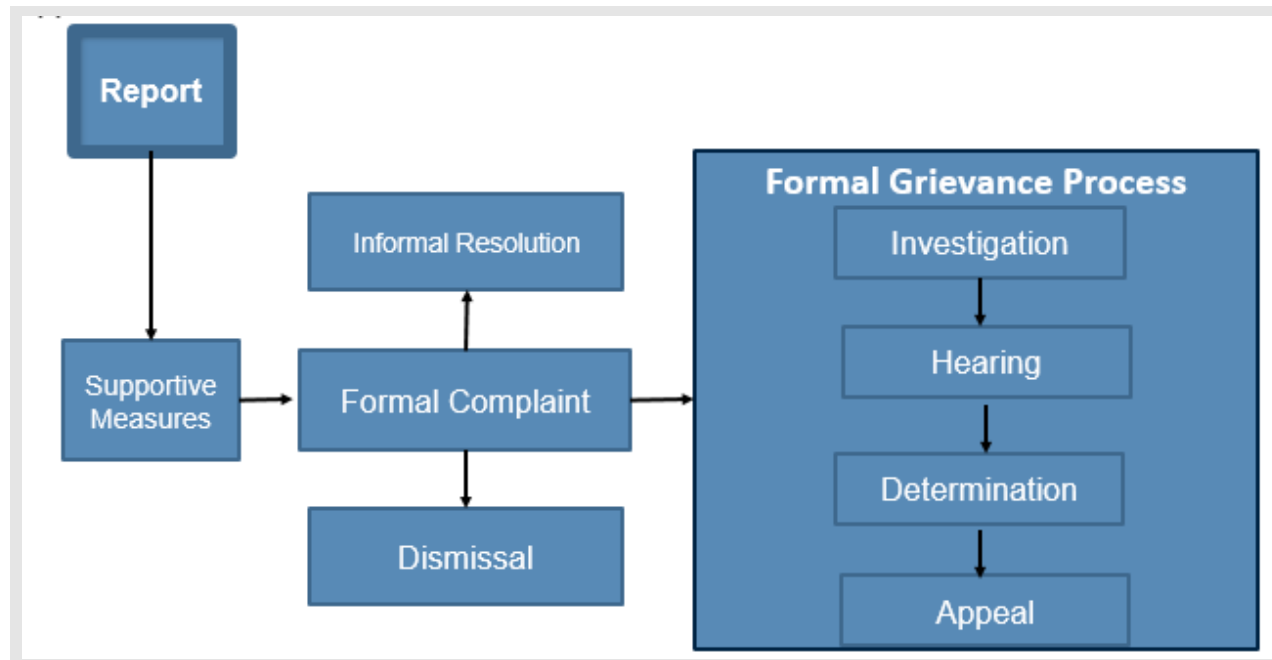 Report
Informal Resolution
Supportive
Measures
Formal Complaint
Dismissal
Formal Grievance Process
Investigation
Hearing
Determination
Appeal